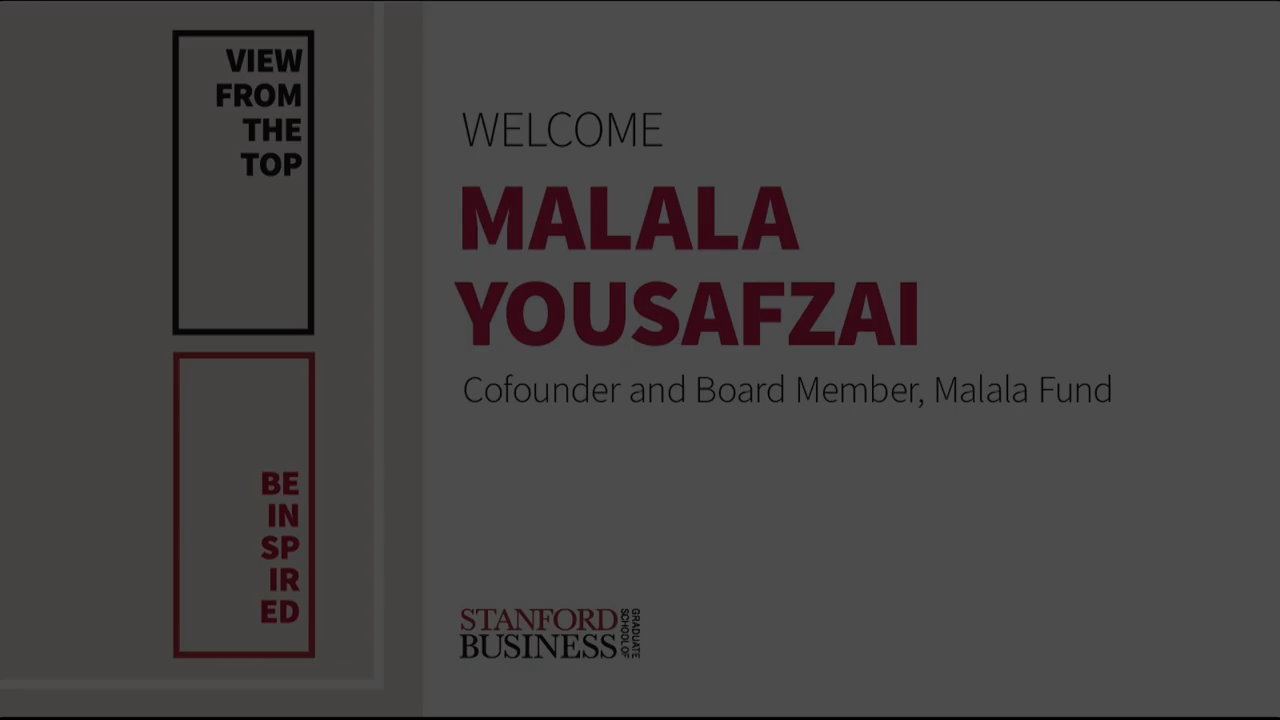 VIEW
FROM
THE
TOP
BE
IN
SP
IR
ED
WELCOME
MALALA
YOUSAFZAI
Cofounder and Board Member, Malala Fund
STANFORD
BUSINESS
GRADUATE
SCHOOL OF